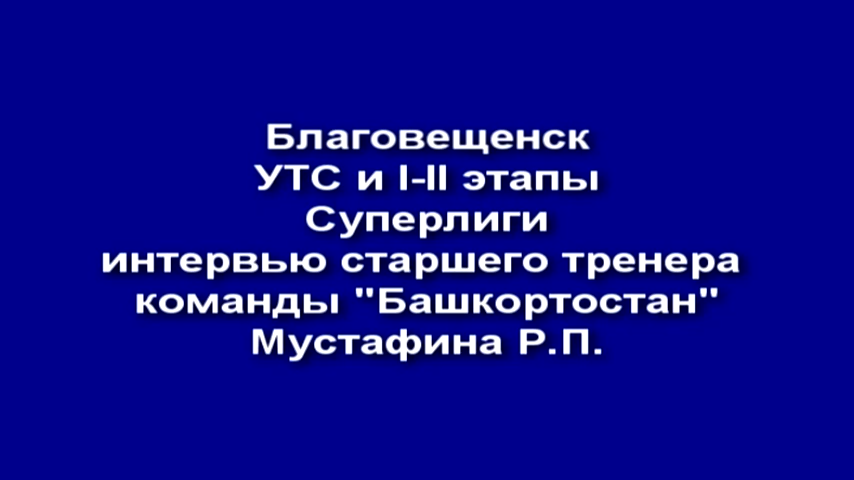 Благовещенск
УТС и I-II этапы
Суперлиги
интервью старшего тренера
команды "Башкортостан"
Мустафина Р.П.